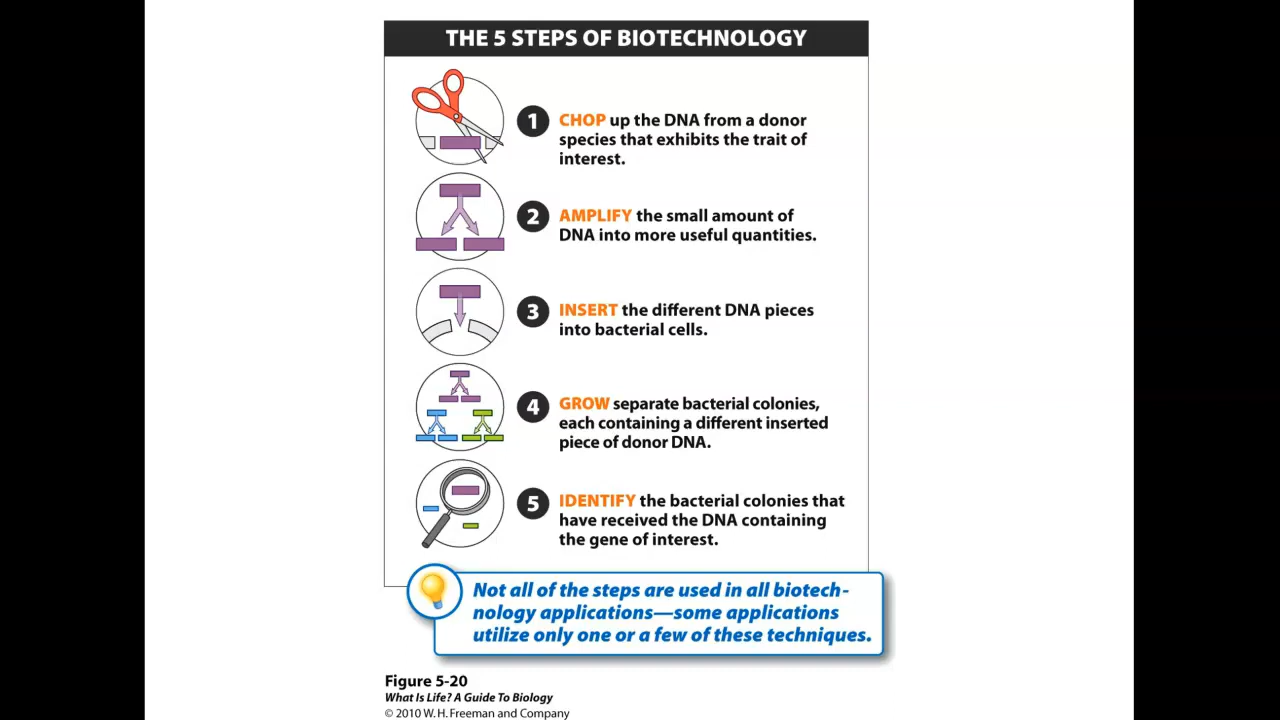 THE 5 STEPS OF BIOTECHNOLOGY
1 CHOP up the DNA from a donor
species that exhibits the trait of
interest.
2 AMPLIFY the small amount of
DNA into more useful quantities.
3 INSERT the different DNA pieces
into bacterial cells.
4 GROW separate bacterial colonies,
each containing a different inserted
piece of donor DNA.
5 IDENTIFY the bacterial colonies that
have received the DNA containing
the gene of interest.
Not all of the steps are used in all biotech-
nology applications—some applications
utilize only one or a few of these techniques.
Figure 5-20
What Is Life? A Guide To Biology
© 2010 W. H. Freeman and Company